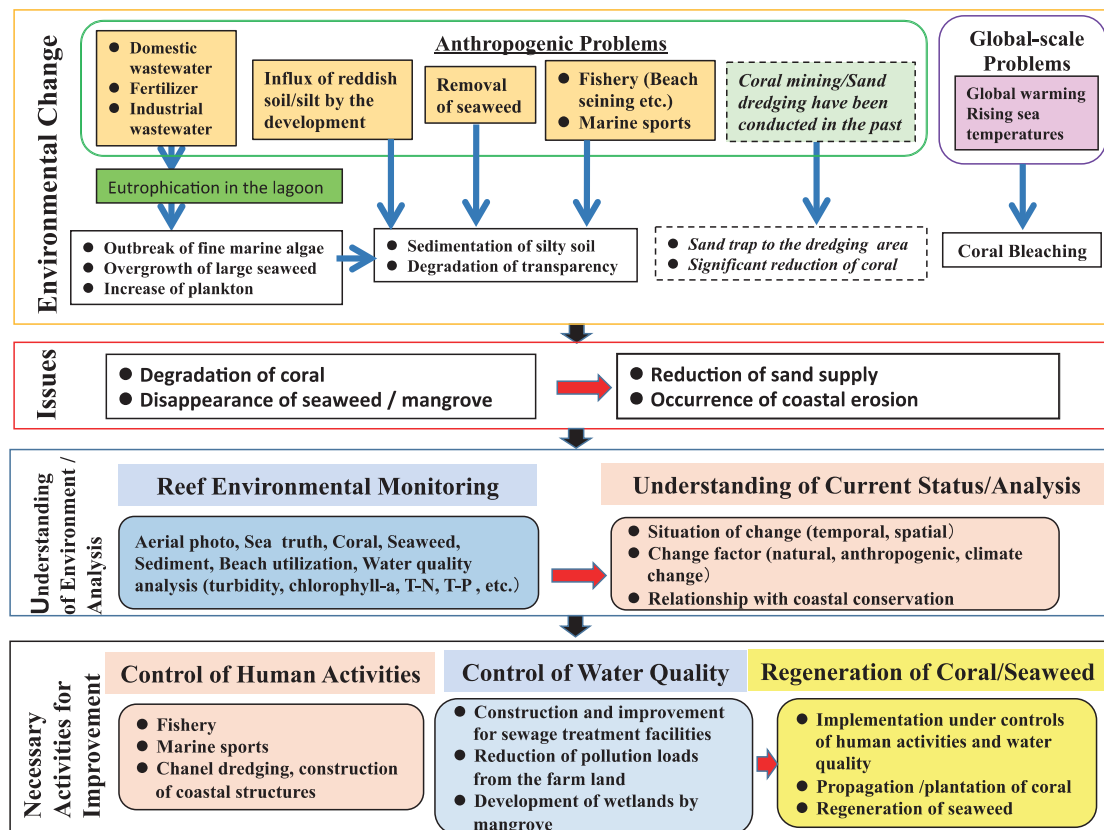 Environmental Change
Anthropogenic Problems
● Domestic
wastewater
● Fertilizer
● Industrial
wastewater
Influx of reddish
soil/silt by the
development
Removal
of seaweed
● Fishery (Beach
seining etc.)
● Marine sports
Coral mining/Sand
dredging have been
conducted in the past
Global-scale
Problems
Global warming
Rising sea
temperatures
Eutrophication in the lagoon
● Outbreak of fine marine algae
● Overgrowth of large seaweed
● Increase of plankton
● Sedimentation of silty soil
● Degradation of transparency
● Sand trap to the dredging area
● Significant reduction of coral
Coral Bleaching
Issues
● Degradation of coral
● Disappearance of seaweed / mangrove
● Reduction of sand supply
● Occurrence of coastal erosion
Understanding
of Environment /
Analysis
Reef Environmental Monitoring
Aerial photo, Sea truth, Coral, Seaweed,
Sediment, Beach utilization, Water quality
analysis (turbidity, chlorophyll-a, T-N, T-P , etc.)
Understanding of Current Status/Analysis
● Situation of change (temporal, spatial)
● Change factor (natural, anthropogenic, climate
change)
● Relationship with coastal conservation
Necessary
Activities for
Improvement
Control of Human Activities
● Fishery
● Marine sports
● Chanel dredging, construction
of coastal structures
Control of Water Quality
● Construction and improvement
for sewage treatment facilities
● Reduction of pollution loads
from the farm land
● Development of wetlands by
mangrove
Regeneration of Coral/Seaweed
● Implementation under controls
of human activities and water
quality
● Propagation /plantation of coral
● Regeneration of seaweed